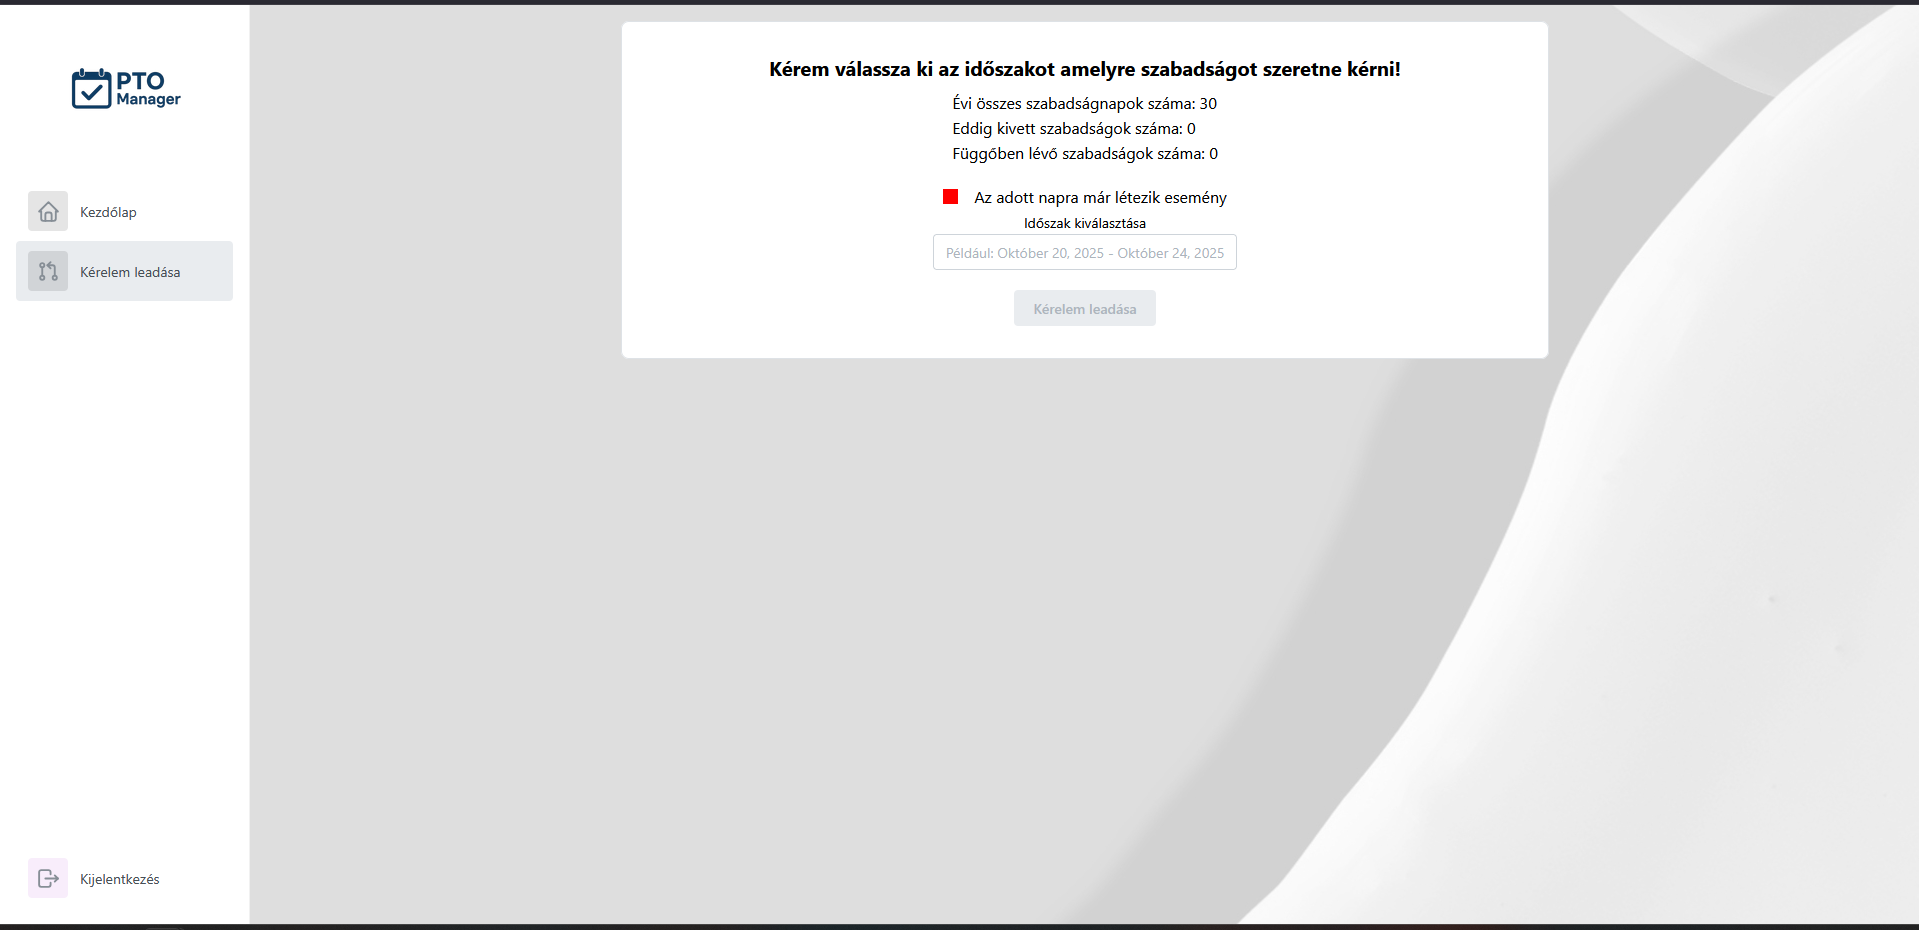 PTO
Manager
Kezdőlap
Kérelem leadása
Kijelentkezés
Kérem válassza ki az időszakot amelyre szabadságot szeretne kérni!
Évi összes szabadságnapok száma: 30
Eddig kivett szabadságok száma: 0
Függőben lévő szabadságok száma: 0
Az adott napra már létezik esemény
Időszak kiválasztása
Például: Október 20, 2025 - Október 24, 2025
Kérelem leadása